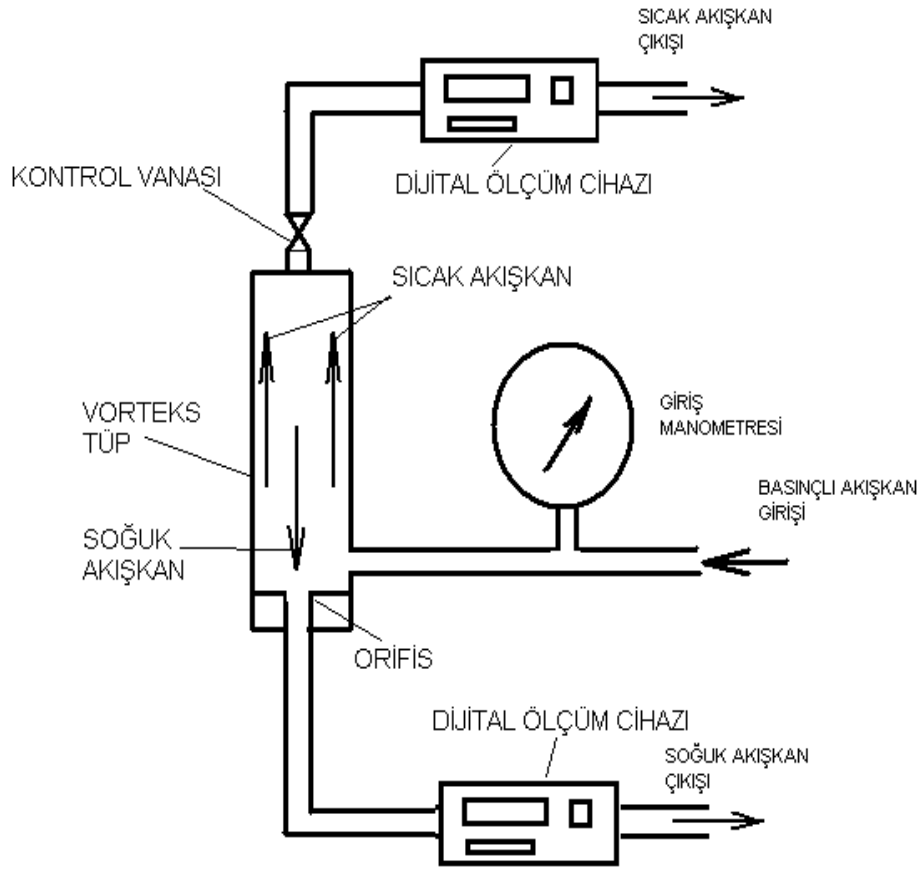 SICAK AKIŞKAN
ÇIKIŞI
KONTROL VANASI
DİJİTAL ÖLÇÜM CİHAZI
SICAK AKIŞKAN
GİRİŞ
MANOMETRESİ
VORTEKS
TÜP
BASINÇLI AKIŞKAN
GİRİŞİ
SOĞUK
AKIŞKAN
ORİFİS
DİJİTAL ÖLÇÜM CİHAZI
SOĞUK AKIŞKAN
ÇIKIŞI